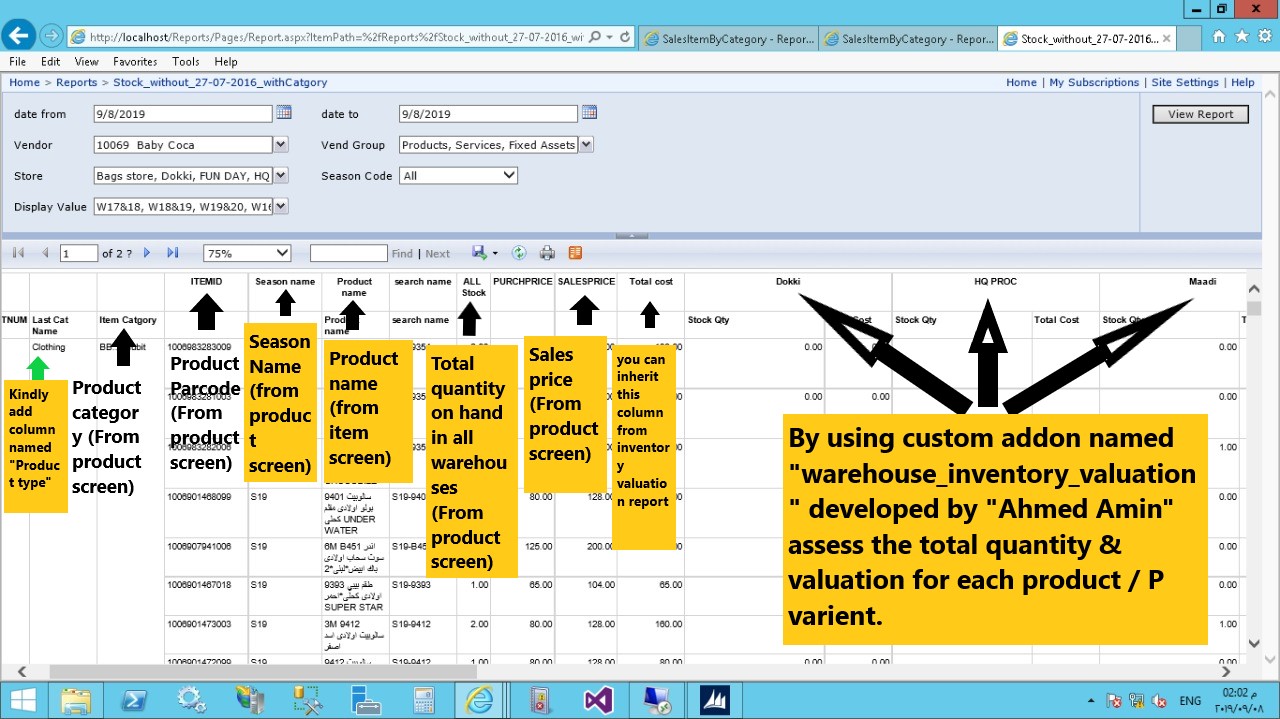 http://localhost/Reports/Pages/Report.aspx?ItemPath=%2fReports%2fStock_without_27-07-2016_wi
SalesItemByCategory - Repor...
SalesItemByCategory - Repor...
Stock_without_27-07-2016...
File Edit View Favorites Tools Help
Home > Reports > Stock_without_27-07-2016_withCatgory
Home | My Subscriptions | Site Settings | Help
date from 9/8/2019 date to 9/8/2019
View Report
Vendor 10069 Baby Coca Vend Group Products, Services, Fixed Assets
Store Bags store, Dokki, FUN DAY, HQ Season Code All
Display Value W17&18, W18&19, W19&20, W16
1 of 2 ? 75% Find | Next
ITEMID Season name Product name search name ALL Stock PURCHPRICE SALESPRICE Total cost Dokki HQ PROC Maadi
TNUM Last Cat Name Item Catgory search name Stock Qty Cost Stock Qty Total Cost
Clothing 1006983283009 0.00 0.00 0.00
Kindly add column named "Product type"
Product category (From product screen)
Product Parcode (From product screen)
Season Name (from product screen)
Product name (from item screen)
Total quantity on hand in all warehouses (From product screen)
Sales price (From product screen)
you can inherit this column from inventory valuation report
By using custom addon named
"warehouse_inventory_valuation
" developed by "Ahmed Amin"
assess the total quantity &
valuation for each product / P
varient.
0.00 0.00 0.00
1.00
1006901468099 S19 9401 سالوبيت بولو اولادى مقلم كحلى UNDER WATER S19-940 80.00 128.0 0.00
1006907941006 S19 6M B451 اندر سوت سحاب اولادى باك ابيض*لبنى*2 S19-B45 125.00 200.0 0.00
1006901467018 S19 9393 طقم بيبي اولادى كحلى*احمر SUPER STAR S19-9393 1.00 65.00 104.00 65.00 0.00
1006901473003 S19 3M 9412 سالوبيت اولادى اسد اصفر S19-9412 2.00 80.00 128.00 160.00 1.00
1006901472099 S19 9412 S19-9412 1.00 80.00 128.00 80.00 0.00 0.00 0.00
ENG
02:02 م
٢٠١٩/٠٩/٠٨